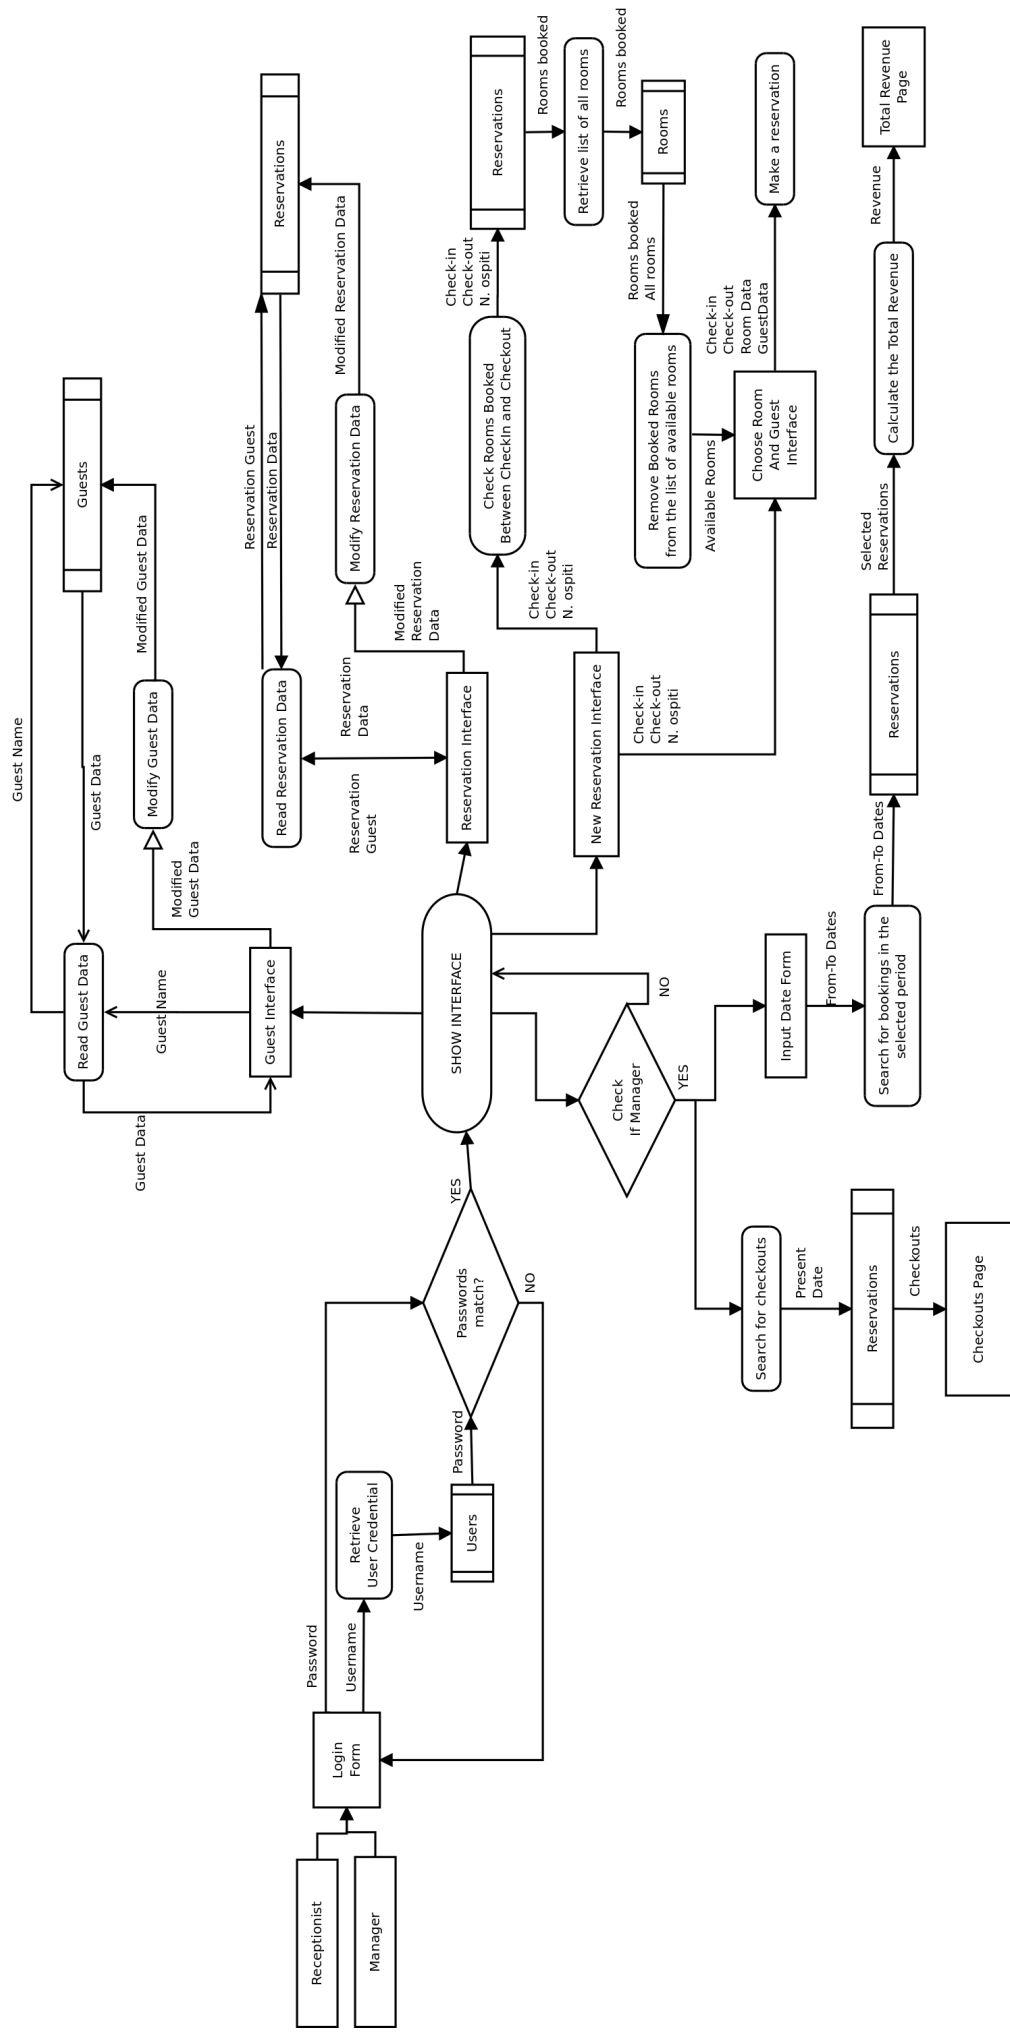 Receptionist
Manager
Login
Form
Password
Username
Retrieve
User Credential
Username
Users
Password
Passwords
match?
YES
NO
SHOW INTERFACE
Guest Interface
Guest Name
Guest Data
Read Guest Data
Guest Name
Guest Data
Guests
Modified
Guest Data
Modify Guest Data
Modified Guest Data
Reservation Interface
Reservation
Guest
Read Reservation Data
Reservation Guest
Reservation Data
Reservations
Reservation
Data
Modified
Reservation
Data
Modify Reservation Data
Modified Reservation Data
New Reservation Interface
Check-in
Check-out
N. ospiti
Check Rooms Booked
Between CheckIn and Checkout
Check-in
Check-out
N. ospiti
Reservations
Rooms booked
Retrieve list of all rooms
Rooms booked
Rooms
Rooms booked
All rooms
Remove Booked Rooms
from the list of available rooms
Available Rooms
Check-in
Check-out
N. ospiti
Choose Room
And Guest
Interface
Check-in
Check-out
Room Data
GuestData
Make a reservation
Check
If Manager
NO
YES
Input Date Form
From-To Dates
Search for bookings in the
selected period
From-To Dates
Reservations
Selected
Reservations
Calculate the Total Revenue
Revenue
Total Revenue
Page
Search for checkouts
Present
Date
Reservations
Checkouts
Checkouts Page